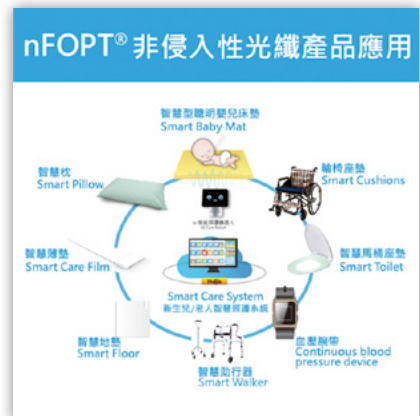 nFOPT® 非侵入性光纖產品應用
智慧型聰明嬰兒床墊
Smart Baby Mat
智慧枕
Smart Pillow
輪椅座墊
Smart Cushions
智慧薄墊
Smart Care Film
智慧馬桶座墊
Smart Toilet
Smart Care System
新生兒/老人智慧照護系統
智慧地墊
Smart Floor
智慧助行器
Smart Walker
血壓腕帶
Continuous blood
pressure device